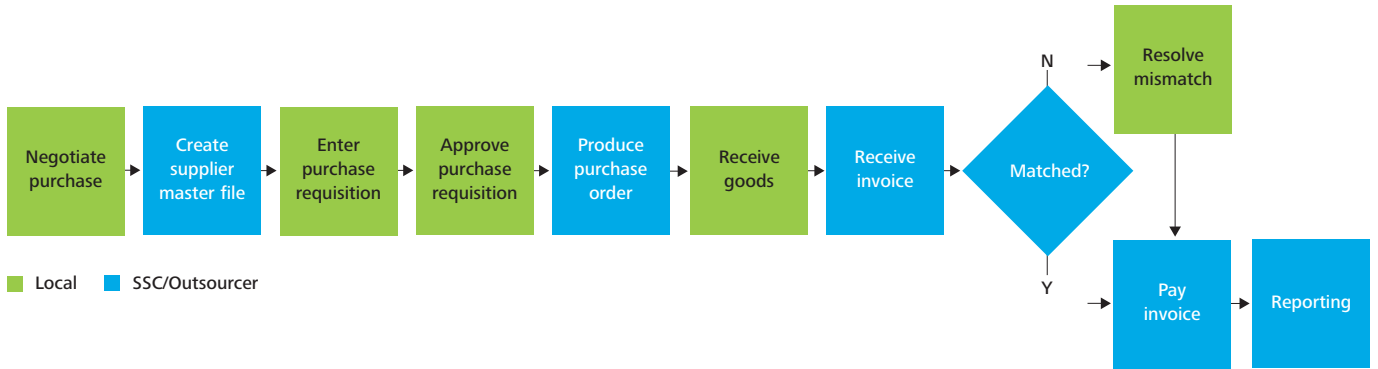 Negotiate
purchase
Create
supplier
master file
Enter
purchase
requisition
Approve
purchase
requisition
Produce
purchase
order
Receive
goods
Receive
invoice
Matched?
N
Resolve
mismatch
Y
Pay
invoice
Reporting
Local
SSC/Outsourcer